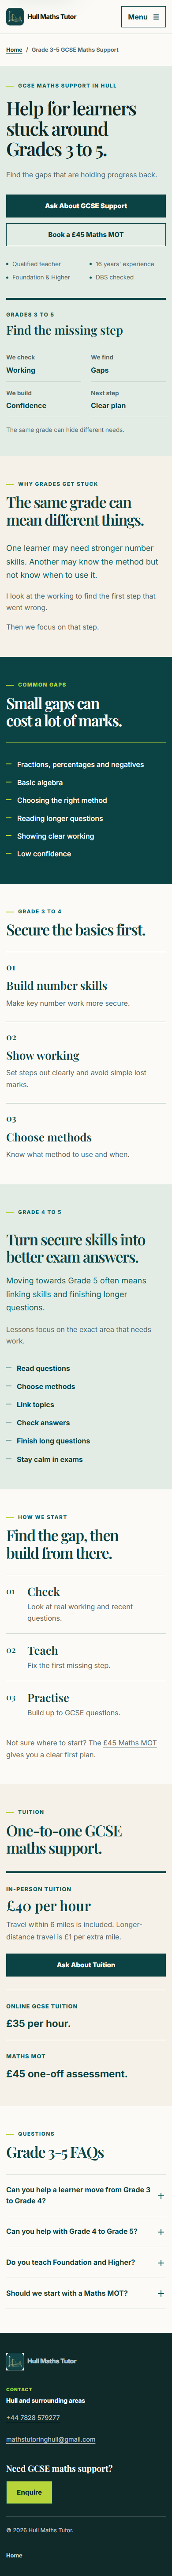 Hull Maths Tutor
Menu
Home / Grade 3-5 GCSE Maths Support
GCSE MATHS SUPPORT IN HULL
Help for learners
stuck around
Grades 3 to 5.
Find the gaps that are holding progress back.
Ask About GCSE Support
Book a £45 Maths MOT
Qualified teacher
16 years' experience
Foundation & Higher
DBS checked
GRADES 3 TO 5
Find the missing step
We check
Working
We find
Gaps
We build
Confidence
Next step
Clear plan
The same grade can hide different needs.
WHY GRADES GET STUCK
The same grade can
mean different things.
One learner may need stronger number
skills. Another may know the method but
not know when to use it.
I look at the working to find the first step that
went wrong.
Then we focus on that step.
COMMON GAPS
Small gaps can
cost a lot of marks.
Fractions, percentages and negatives
Basic algebra
Choosing the right method
Reading longer questions
Showing clear working
Low confidence
GRADE 3 TO 4
Secure the basics first.
01
Build number skills
Make key number work more secure.
02
Show working
Set steps out clearly and avoid simple lost
marks.
03
Choose methods
Know what method to use and when.
GRADE 4 TO 5
Turn secure skills into
better exam answers.
Moving towards Grade 5 often means
linking skills and finishing longer
questions.
Lessons focus on the exact area that needs
work.
Read questions
Choose methods
Link topics
Check answers
Finish long questions
Stay calm in exams
HOW WE START
Find the gap, then
build from there.
01 Check
Look at real working and recent
questions.
02 Teach
Fix the first missing step.
03 Practise
Build up to GCSE questions.
Not sure where to start? The £45 Maths MOT
gives you a clear first plan.
TUITION
One-to-one GCSE
maths support.
IN-PERSON TUITION
£40 per hour
Travel within 6 miles is included. Longer-
distance travel is £1 per extra mile.
Ask About Tuition
ONLINE GCSE TUITION
£35 per hour.
MATHS MOT
£45 one-off assessment.
QUESTIONS
Grade 3-5 FAQs
Can you help a learner move from Grade 3
to Grade 4?
Can you help with Grade 4 to Grade 5?
Do you teach Foundation and Higher?
Should we start with a Maths MOT?
Hull Maths Tutor
CONTACT
Hull and surrounding areas
+44 7828 579277
mathstutoringhull@gmail.com
Need GCSE maths support?
Enquire
© 2026 Hull Maths Tutor.
Home